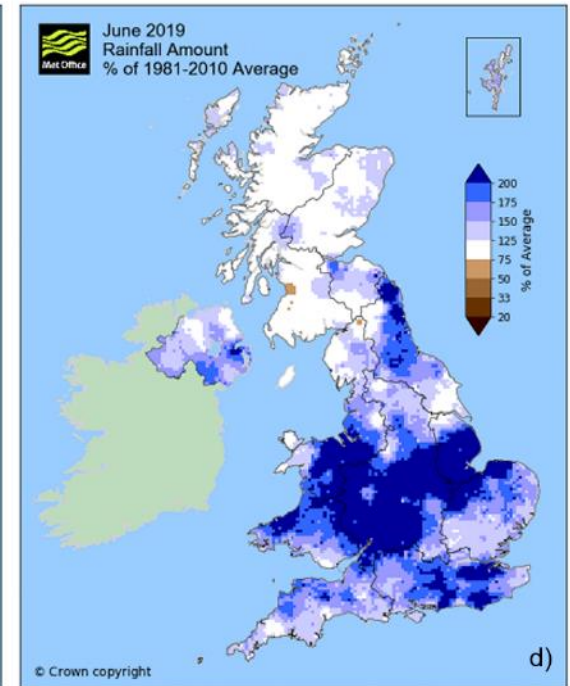 Met Office
June 2019
Rainfall Amount
% of 1981-2010 Average
200
175
150
125
75
50
33
20
% of Average
© Crown copyright
d)